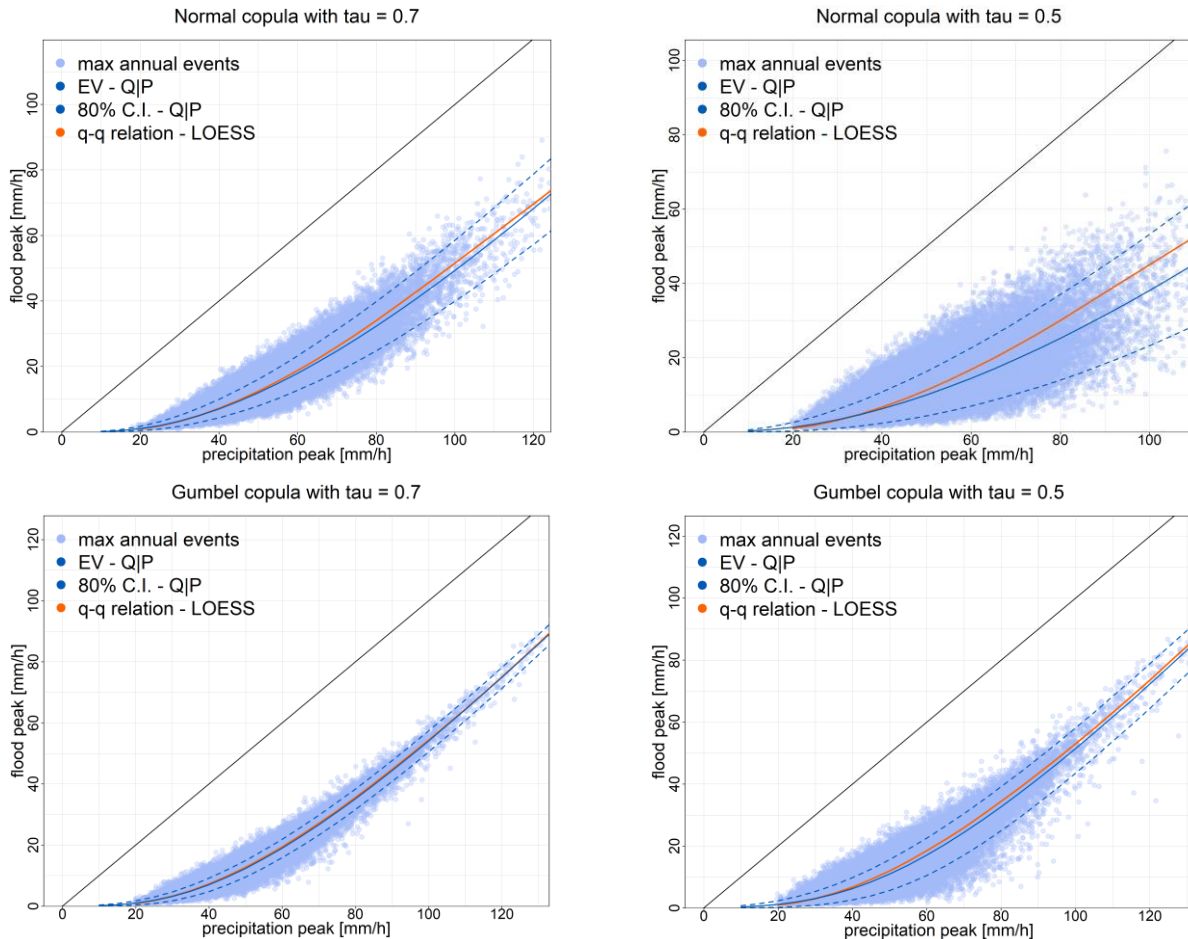 Normal copula with tau = 0.7
max annual events
EV - Q|P
80% C.I. - Q|P
q-q relation - LOESS
flood peak [mm/h]
0 20 40 60 80 100
0 20 40 60 80 100 120
precipitation peak [mm/h]
Normal copula with tau = 0.5
max annual events
EV - Q|P
80% C.I. - Q|P
q-q relation - LOESS
flood peak [mm/h]
0 20 40 60 80 100
0 20 40 60 80 100
precipitation peak [mm/h]
Gumbel copula with tau = 0.7
max annual events
EV - Q|P
80% C.I. - Q|P
q-q relation - LOESS
flood peak [mm/h]
0 20 40 60 80 100 120
0 20 40 60 80 100 120
precipitation peak [mm/h]
Gumbel copula with tau = 0.5
max annual events
EV - Q|P
80% C.I. - Q|P
q-q relation - LOESS
flood peak [mm/h]
0 20 40 60 80 100 120
0 20 40 60 80 100 120
precipitation peak [mm/h]